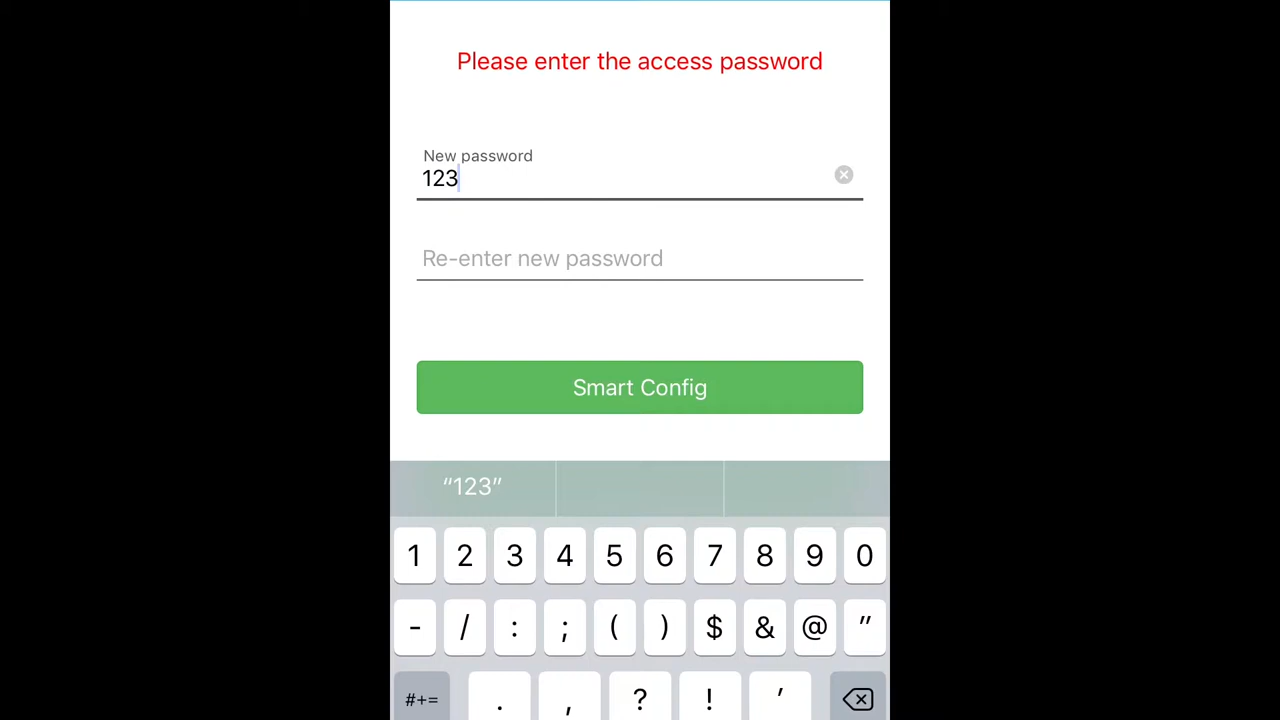 Please enter the access password
New password
123
Re-enter new password
Smart Config
“123”
1 2 3 4 5 6 7 8 9 0
- / : ; ( ) $ & @ ”
#+= . , ? ! ’